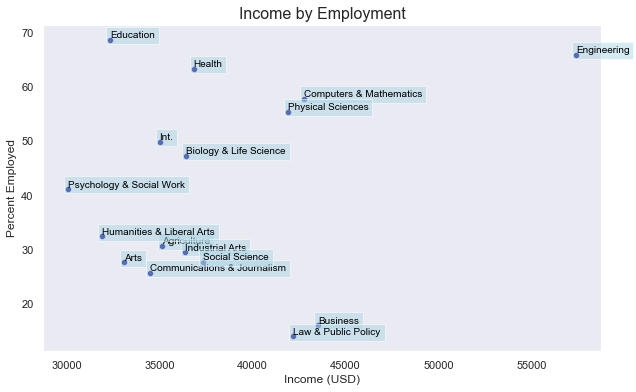 Income by Employment
70
Education
Engineering
Health
60
Computers & Mathematics
Physical Sciences
50
Int.
Biology & Life Science
Percent Employed
40
Psychology & Social Work
Humanities & Liberal Arts
Agriculture
30
Industrial Arts
Social Science
Arts
Communications & Journalism
20
Business
Law & Public Policy
30000 35000 40000 45000 50000 55000
Income (USD)